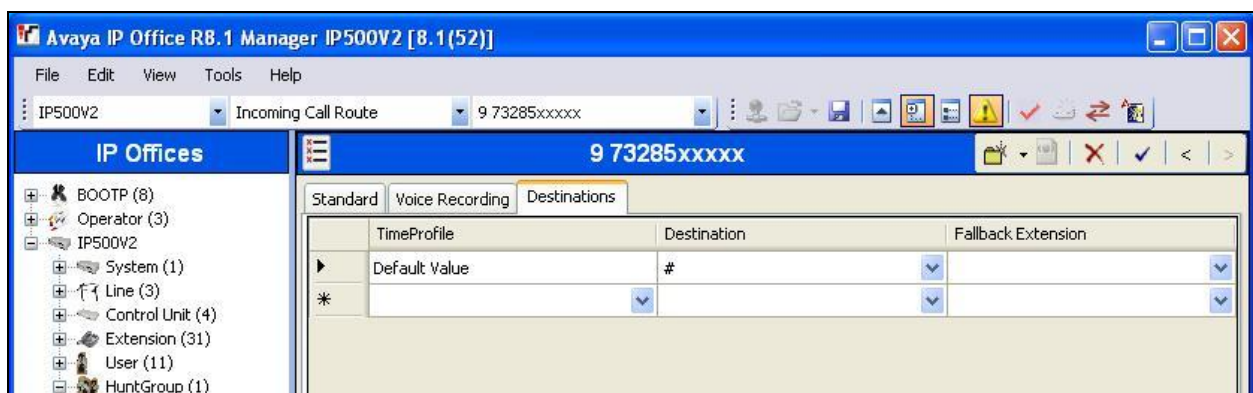 Avaya IP Office R8.1 Manager IP500V2 [8.1(52)]
File Edit View Tools Help
IP500V2 Incoming Call Route 9 73285xxxxx
IP Offices 9 73285xxxxx
BOOTP (8)
Operator (3)
IP500V2
System (1)
Line (3)
Control Unit (4)
Extension (31)
User (11)
HuntGroup (1)
Standard Voice Recording Destinations
TimeProfile Destination Fallback Extension
Default Value #